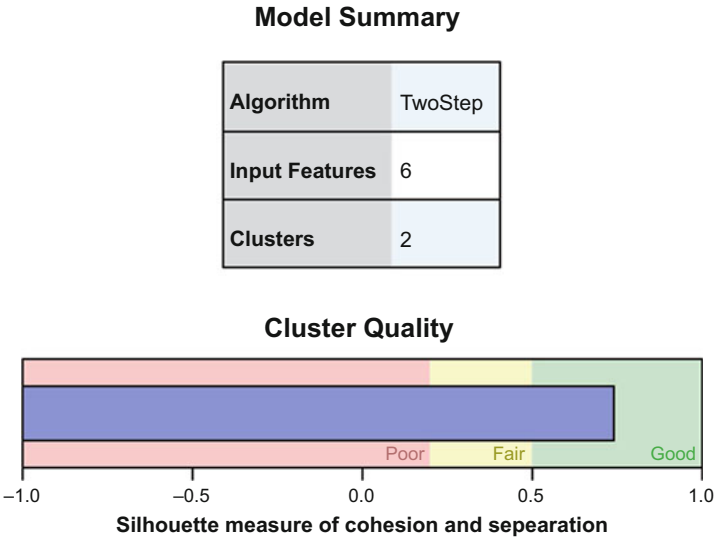 Model Summary
Algorithm TwoStep
Input Features 6
Clusters 2
Cluster Quality
Poor Fair Good
–1.0 –0.5 0.0 0.5 1.0
Silhouette measure of cohesion and sepearation